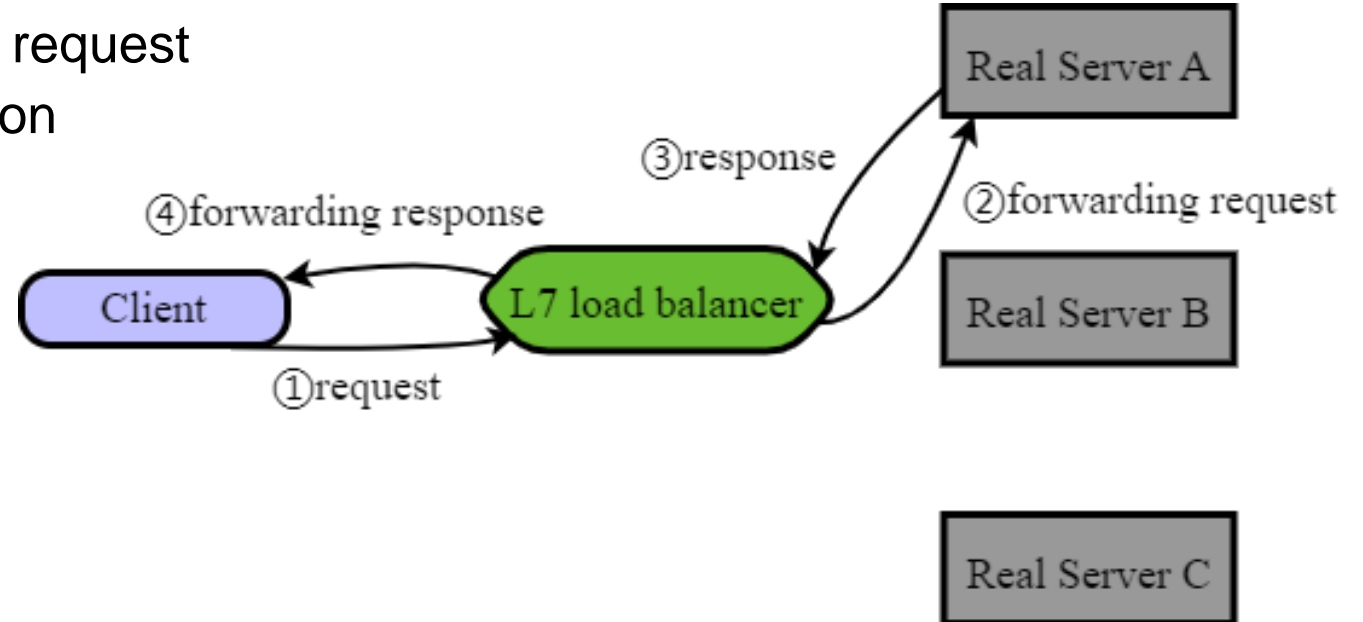 request
on
Real Server A
③response
②forwarding request
④forwarding response
Client
L7 load balancer
Real Server B
①request
Real Server C